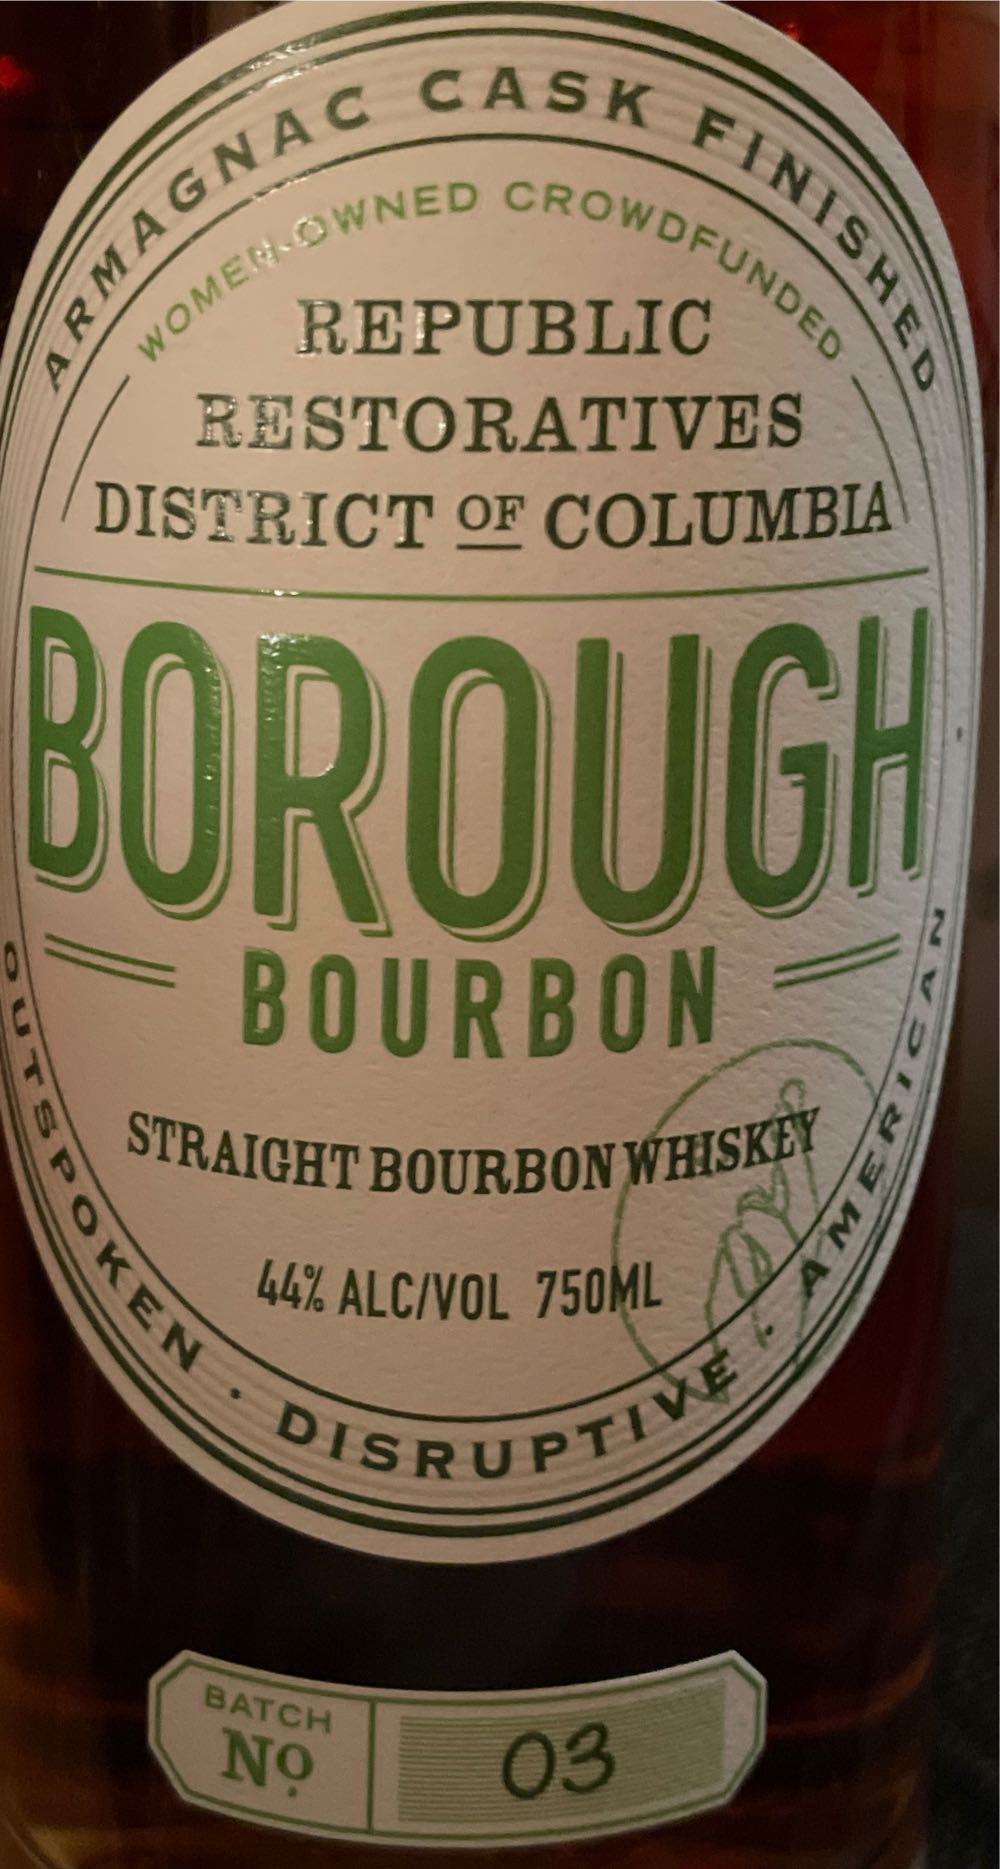 ARMAGNAC CASK FINISHED
WOMEN-OWNED CROWDFUNDED
REPUBLIC
RESTORATIVES
DISTRICT OF COLUMBIA
BOROUGH
BOURBON
STRAIGHT BOURBON WHISKEY
44% ALC/VOL 750ML
OUTSPOKEN · DISRUPTIVE · AMERICAN
BATCH
Nº
03